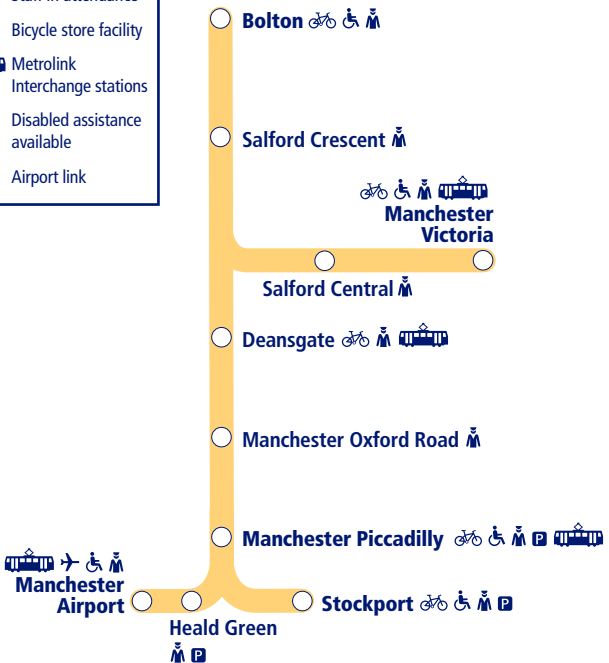 Bicycle store facility
Metrolink
Interchange stations
Disabled assistance
available
Airport link
Bolton
Salford Crescent
Manchester
Victoria
Salford Central
Deansgate
Manchester Oxford Road
Manchester Piccadilly P
Manchester
Airport
Stockport P
Heald Green
P